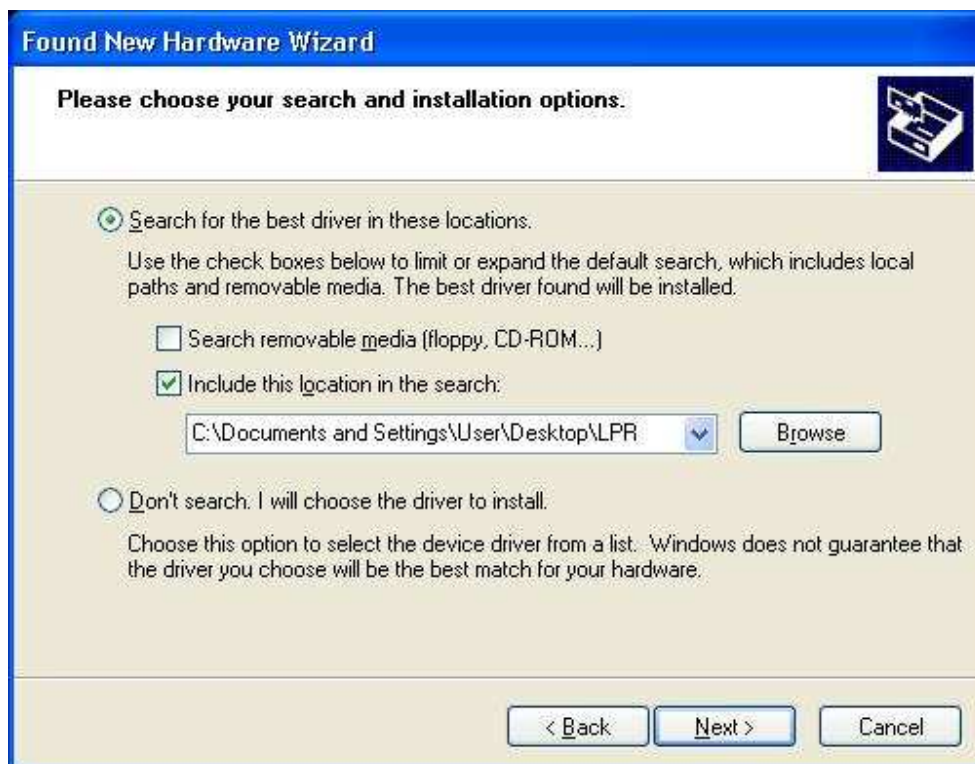 Found New Hardware Wizard
Please choose your search and installation options.
Search for the best driver in these locations.
Use the check boxes below to limit or expand the default search, which includes local
paths and removable media. The best driver found will be installed.
Search removable media (floppy, CD-ROM...)
Include this location in the search:
C:\Documents and Settings\User\Desktop\LPR
Browse
Don't search. I will choose the driver to install.
Choose this option to select the device driver from a list. Windows does not guarantee that
the driver you choose will be the best match for your hardware.
< Back Next > Cancel